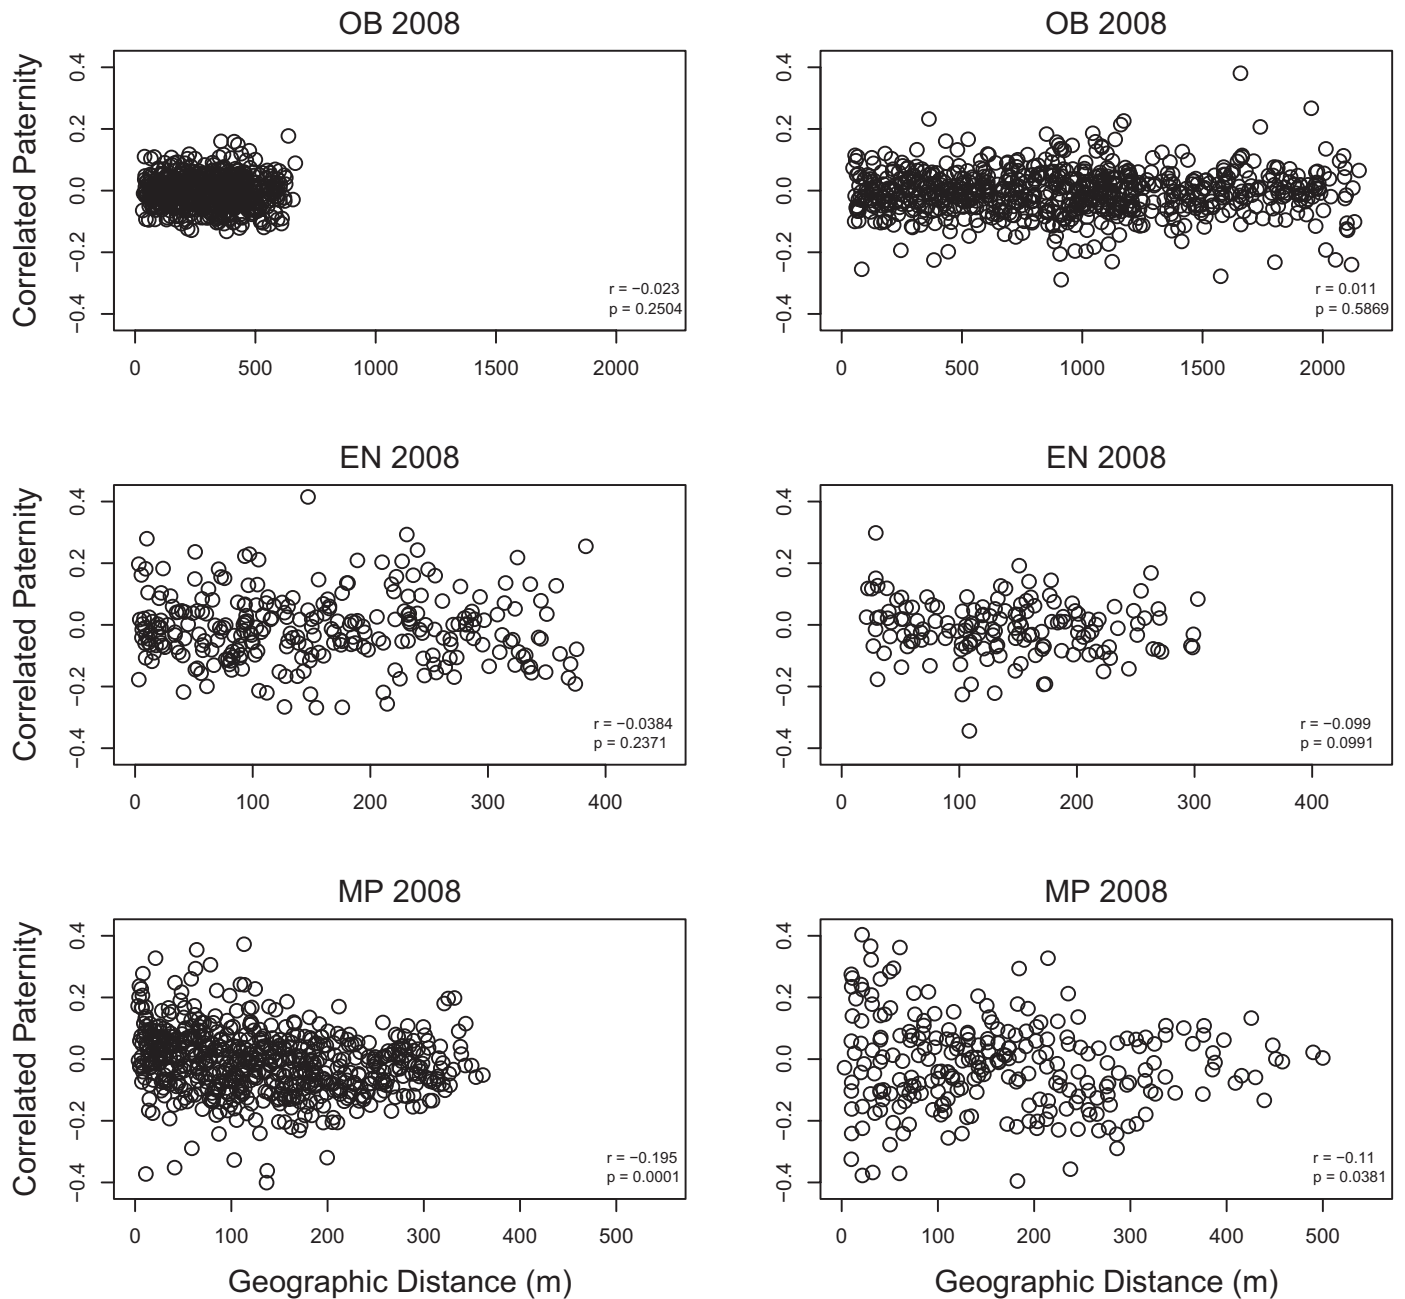 OB 2008
Correlated Paternity
0.4
0.2
0.0
−0.2
−0.4
r = −0.023
p = 0.2504
0 500 1000 1500 2000
OB 2008
0.4
0.2
0.0
−0.2
−0.4
r = 0.011
p = 0.5869
0 500 1000 1500 2000
EN 2008
Correlated Paternity
0.4
0.2
0.0
−0.2
−0.4
r = −0.0384
p = 0.2371
0 100 200 300 400
EN 2008
0.4
0.2
0.0
−0.2
−0.4
r = −0.099
p = 0.0991
0 100 200 300 400
MP 2008
Correlated Paternity
0.4
0.2
0.0
−0.2
−0.4
r = −0.195
p = 0.0001
0 100 200 300 400 500
Geographic Distance (m)
MP 2008
0.4
0.2
0.0
−0.2
−0.4
r = −0.11
p = 0.0381
0 100 200 300 400 500
Geographic Distance (m)